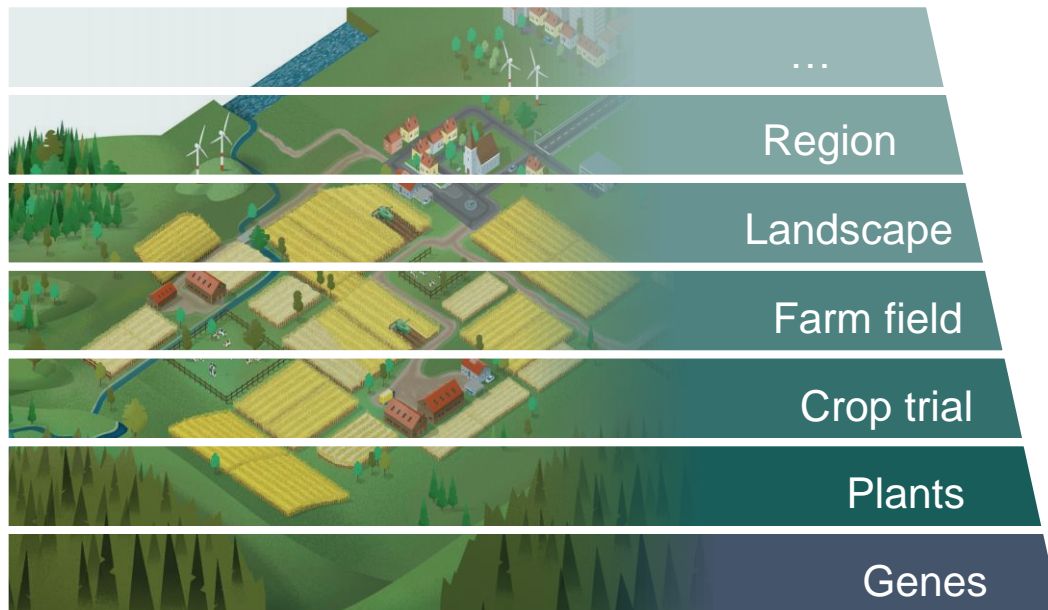 ...
Region
Landscape
Farm field
Crop trial
Plants
Genes